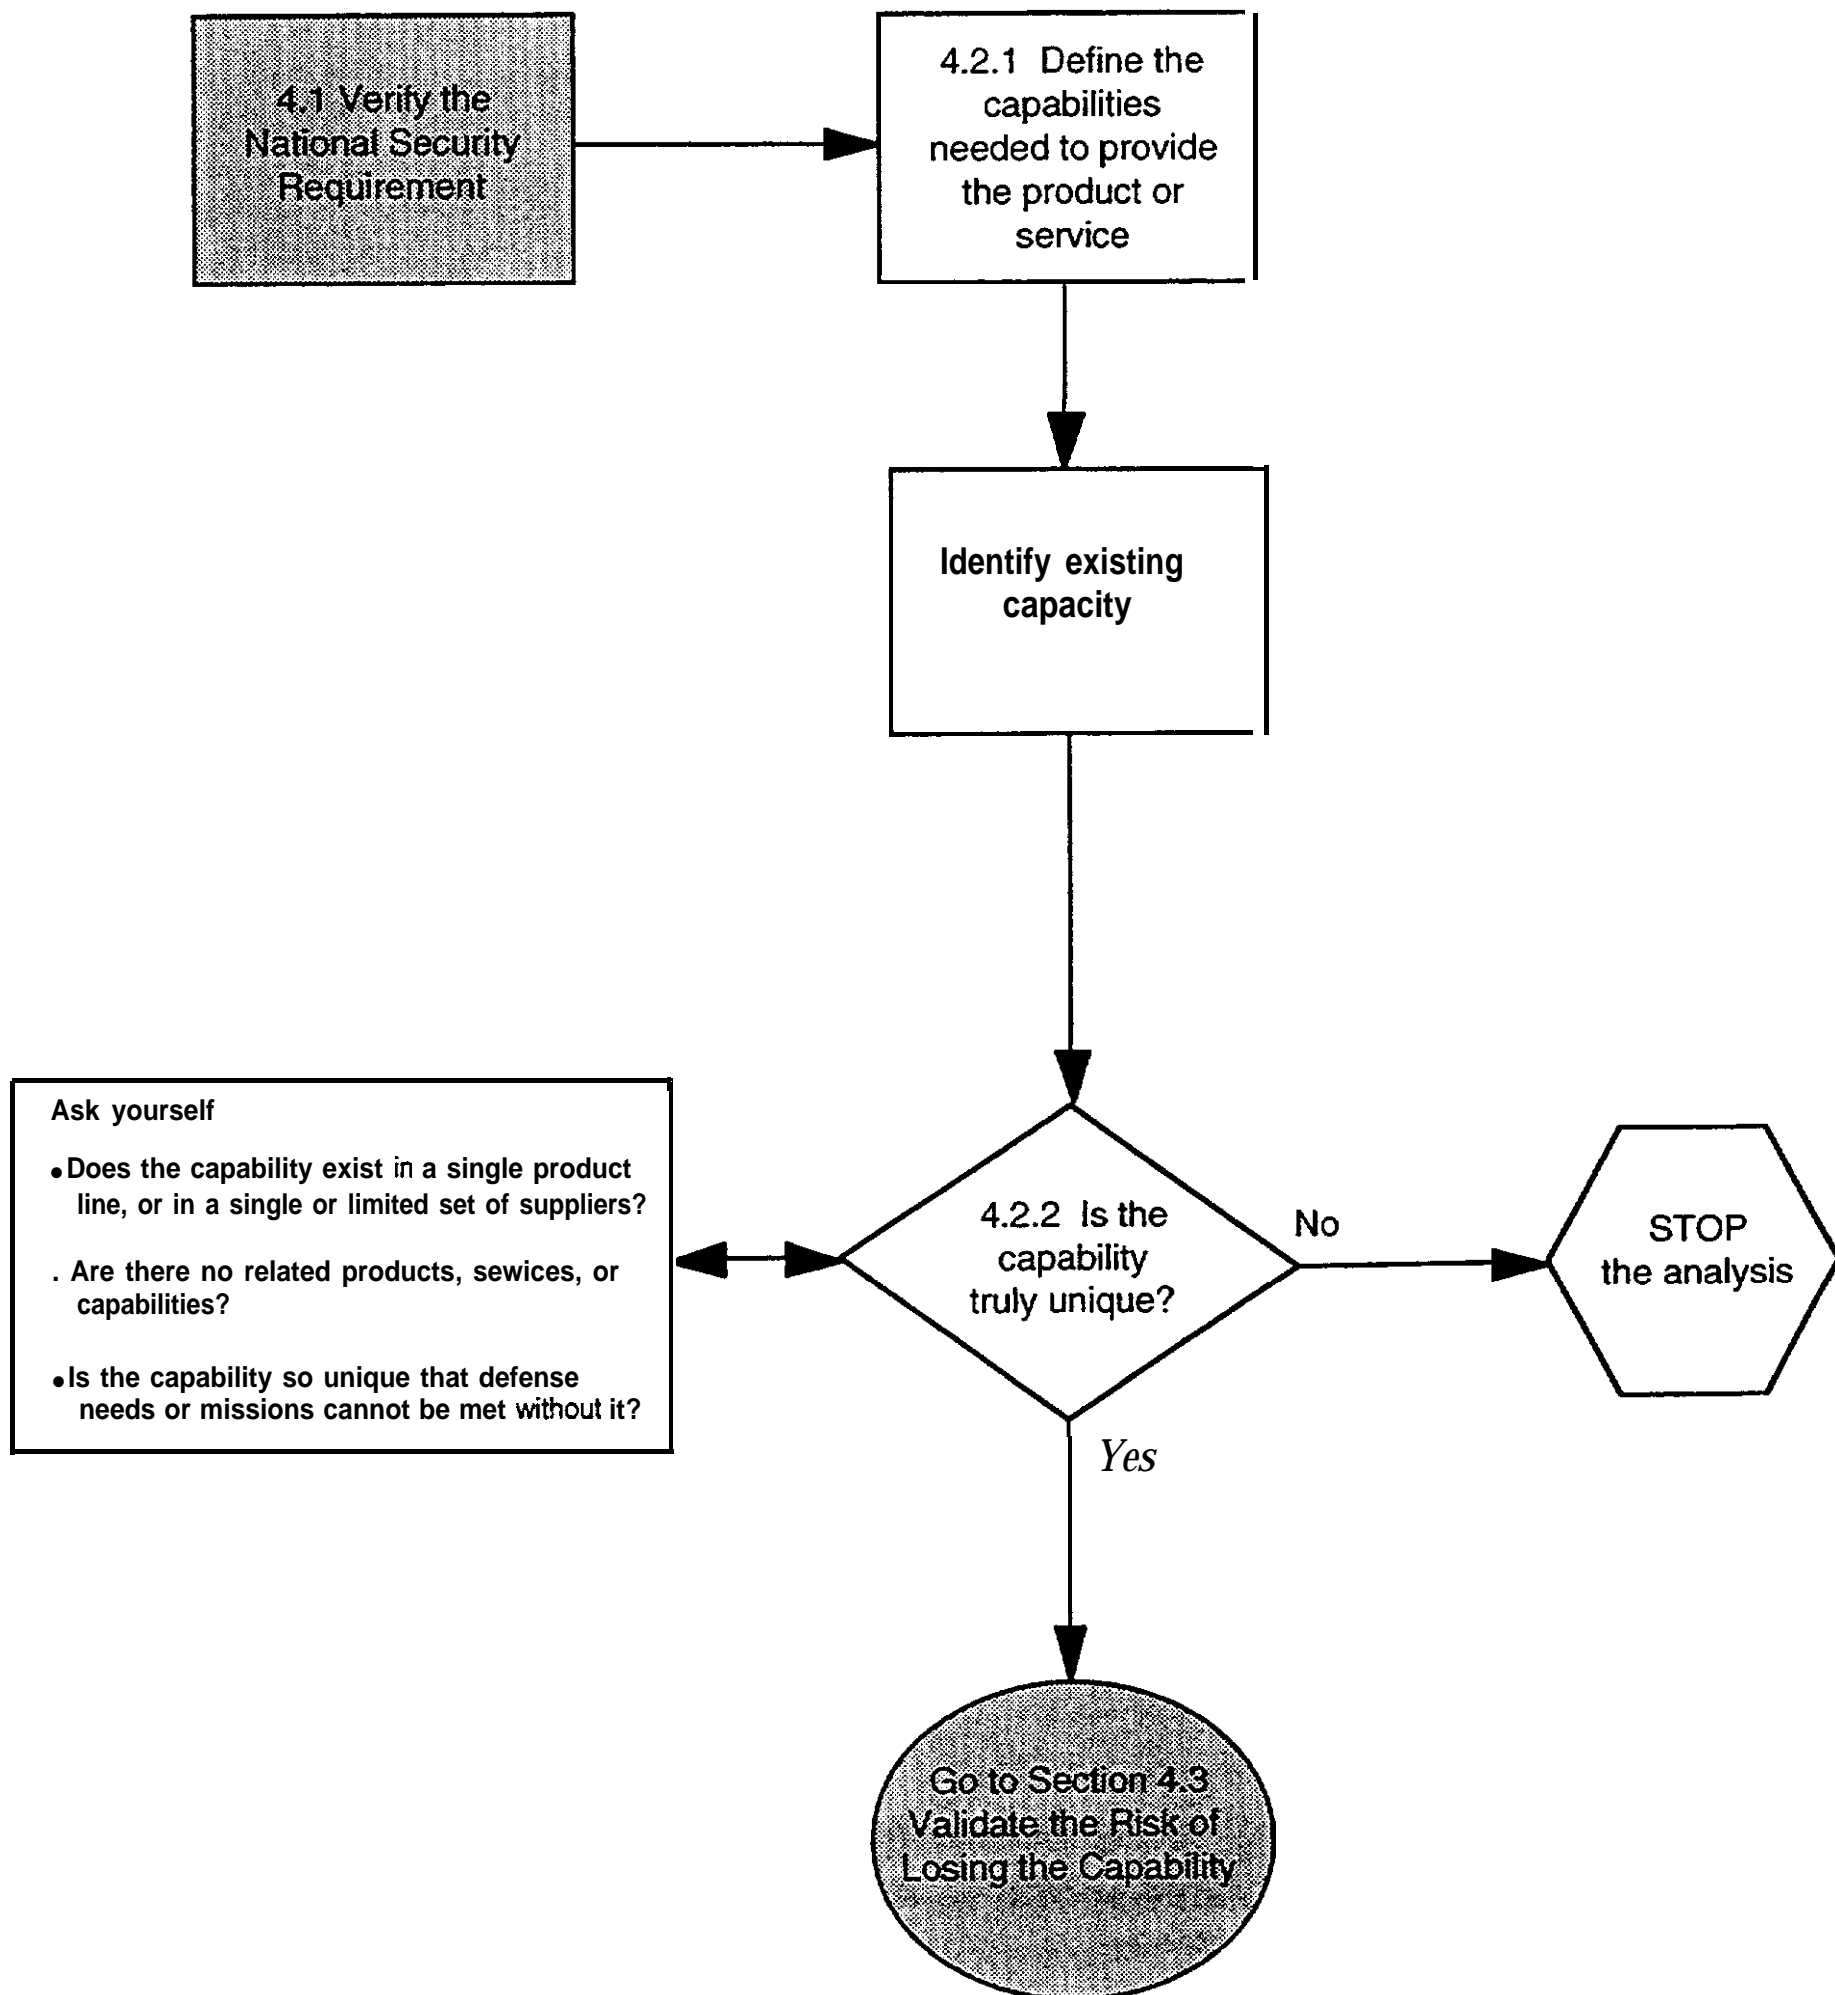 4.1 Verify the
National Security
Requirement
4.2.1 Define the
capabilities
needed to provide
the product or
service
Identify existing
capacity
Ask yourself
•Does the capability exist in a single product
line, or in a single or limited set of suppliers?
. Are there no related products, sewices, or
capabilities?
•Is the capability so unique that defense
needs or missions cannot be met without it?
4.2.2 Is the
capability
truly unique?
No
STOP
the analysis
Yes
Go to Section 4.3
Validate the Risk of
Losing the Capability